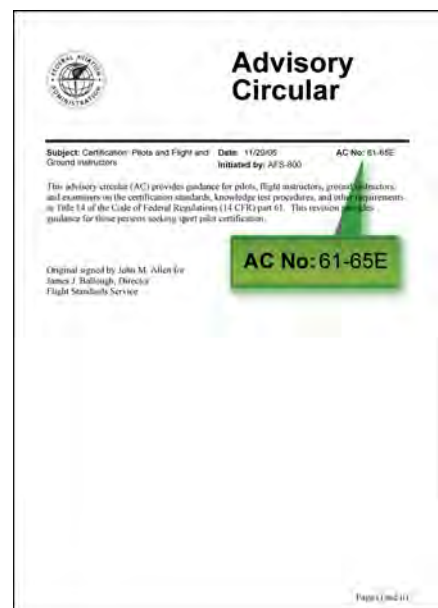 FEDERAL AVIATION
ADMINISTRATION
Advisory
Circular
Subject: Certification: Pilots and Flight and Date: 11/20/05 AC No: 61-65E
Ground Instructors Initiated by: AFS-800
This advisory circular (AC) provides guidance for pilots, flight instructors, ground instructors,
and examiners on the certification standards, knowledge test procedures, and other requirements
in Title 14 of the Code of Federal Regulations (14 CFR) part 61. This revision provides
guidance for those persons seeking sport pilot certification.
AC No: 61-65E
Original signed by John M. Allen for
James J. Ballough, Director
Flight Standards Service